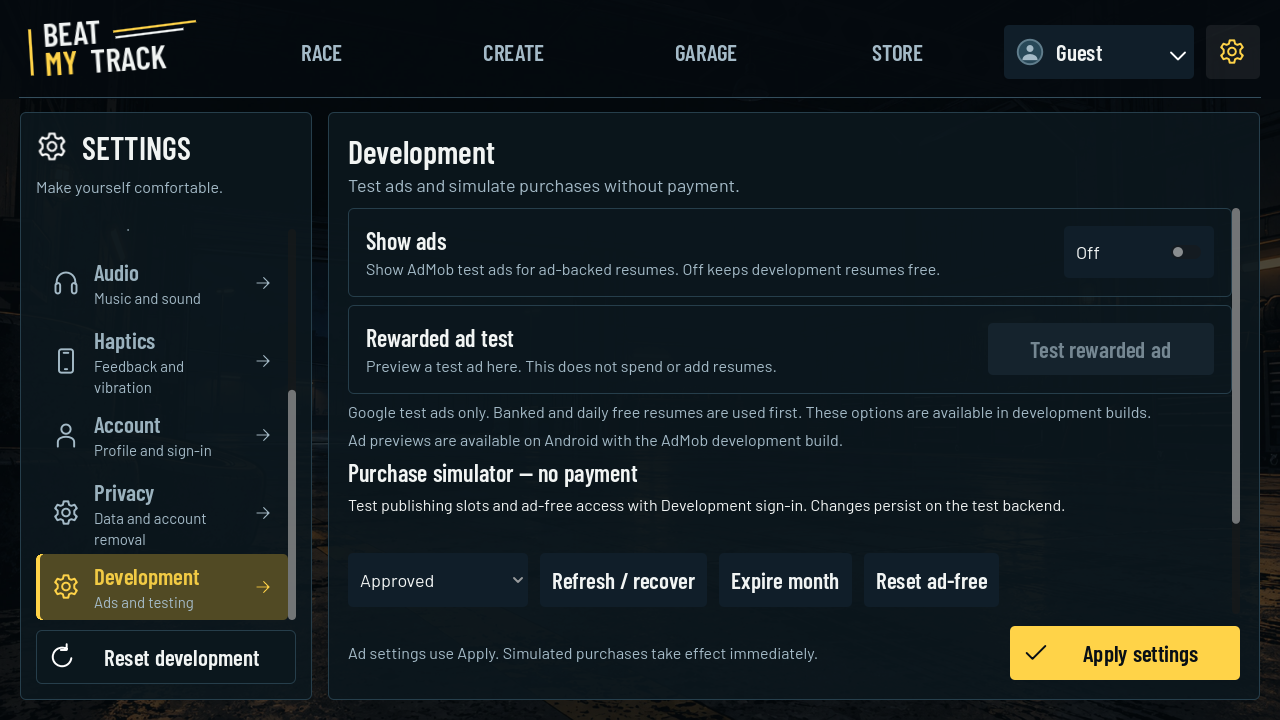 BEAT
MY TRACK
RACE
CREATE
GARAGE
STORE
Guest
SETTINGS
Make yourself comfortable.
Audio
Music and sound
Haptics
Feedback and
vibration
Account
Profile and sign-in
Privacy
Data and account
removal
Development
Ads and testing
Reset development
Development
Test ads and simulate purchases without payment.
Show ads
Show AdMob test ads for ad-backed resumes. Off keeps development resumes free.
Off
Rewarded ad test
Preview a test ad here. This does not spend or add resumes.
Test rewarded ad
Google test ads only. Banked and daily free resumes are used first. These options are available in development builds.
Ad previews are available on Android with the AdMob development build.
Purchase simulator — no payment
Test publishing slots and ad-free access with Development sign-in. Changes persist on the test backend.
Approved
Refresh / recover
Expire month
Reset ad-free
Ad settings use Apply. Simulated purchases take effect immediately.
Apply settings